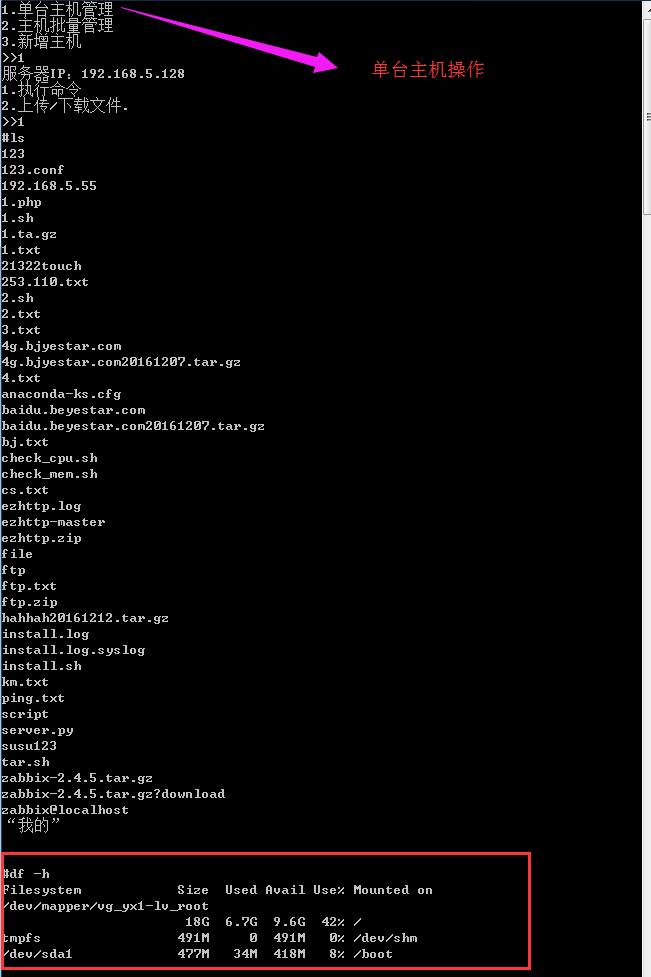 1.单台主机管理
2.主机批量管理
3.新增主机
>>1
单台主机操作
服务器IP：192.168.5.128
1.执行命令
2.上传/下载文件.
>>1
#ls
123
123.conf
192.168.5.55
1.php
1.sh
1.ta.gz
1.txt
21322touch
253.110.txt
2.sh
2.txt
3.txt
4g.bjyestar.com
4g.bjyestar.com20161207.tar.gz
4.txt
anaconda-ks.cfg
baidu.beyestar.com
baidu.beyestar.com20161207.tar.gz
bj.txt
check_cpu.sh
check_mem.sh
cs.txt
ezhttp.log
ezhttp-master
ezhttp.zip
file
ftp
ftp.txt
ftp.zip
hahhah20161212.tar.gz
install.log
install.log.syslog
install.sh
km.txt
ping.txt
script
server.py
susu123
tar.sh
zabbix-2.4.5.tar.gz
zabbix-2.4.5.tar.gz?download
zabbix@localhost
“我的”
#df -h
Filesystem            Size  Used Avail Use% Mounted on
/dev/mapper/vg_yx1-lv_root
                       18G  6.7G  9.6G  42% /
tmpfs                 491M     0  491M   0% /dev/shm
/dev/sda1             477M   34M  418M   8% /boot